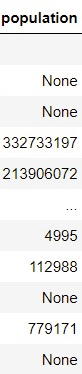 population
None
None
332733197
213906072
...
4995
112988
None
779171
None